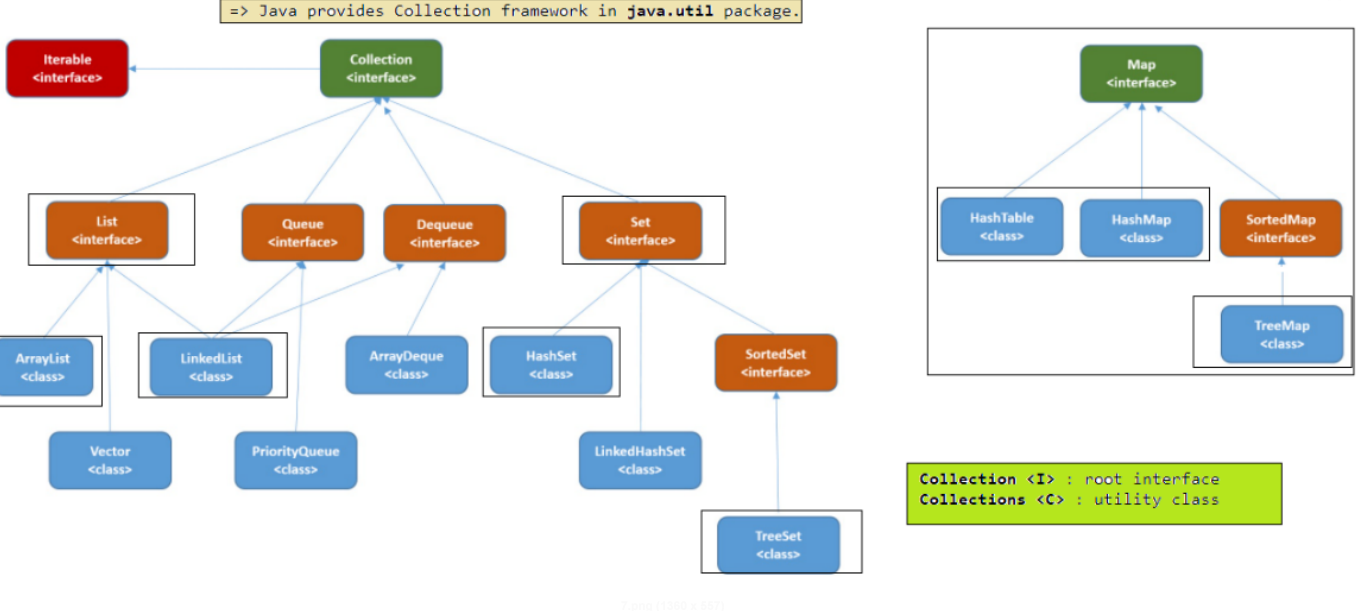 => Java provides Collection framework in java.util package.
Iterable
<interface>
Collection
<interface>
Map
<interface>
List
<interface>
Queue
<interface>
Dequeue
<interface>
Set
<interface>
HashTable
<class>
HashMap
<class>
SortedMap
<interface>
ArrayList
<class>
LinkedList
<class>
ArrayDeque
<class>
HashSet
<class>
SortedSet
<interface>
TreeMap
<class>
Vector
<class>
PriorityQueue
<class>
LinkedHashSet
<class>
Collection <I> : root interface
Collections <C> : utility class
TreeSet
<class>